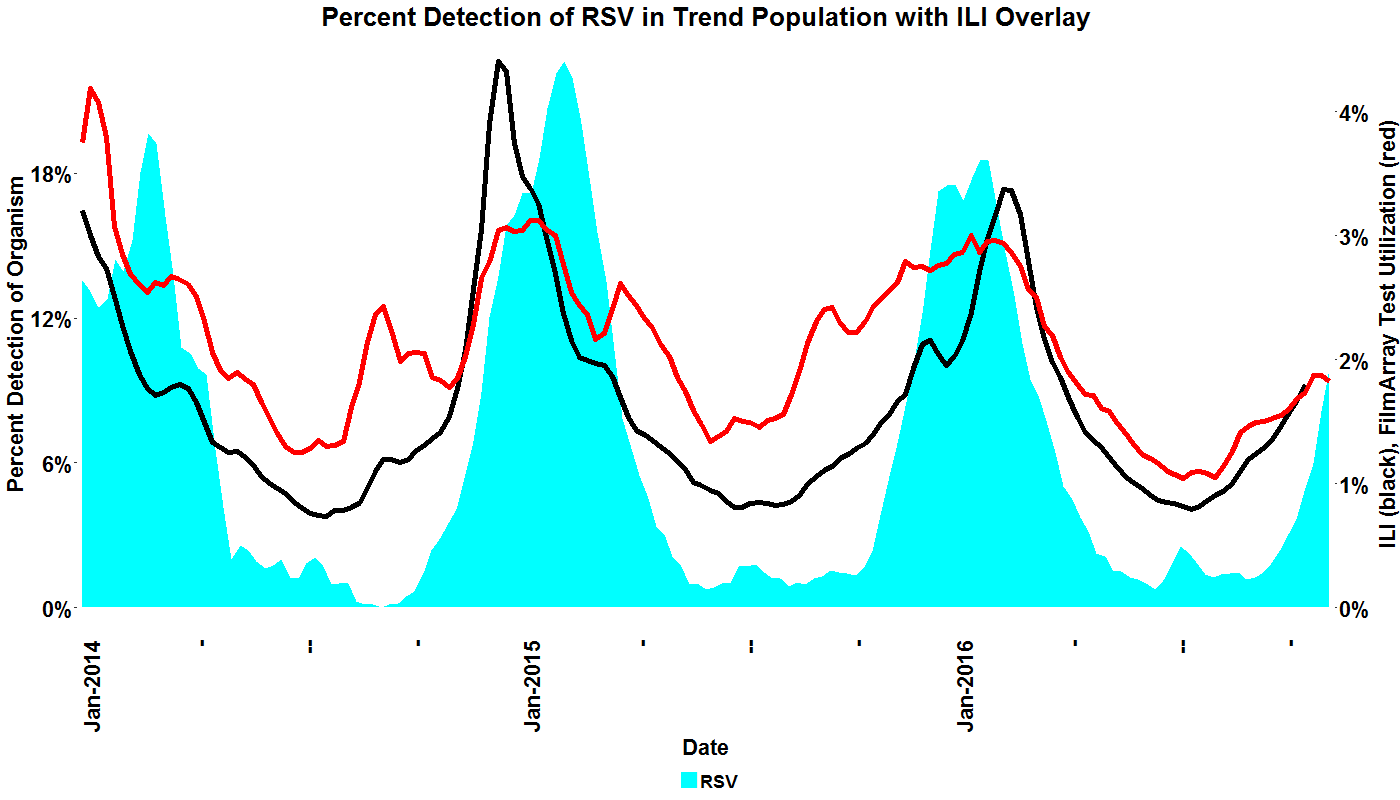 Percent Detection of RSV in Trend Population with ILI Overlay
Percent Detection of Organism
18%
12%
6%
0%
4%
3%
2%
1%
0%
ILI (black), FilmArray Test Utilization (red)
Jan-2014
-
--
-
Jan-2015
-
--
-
Jan-2016
-
--
-
Date
RSV